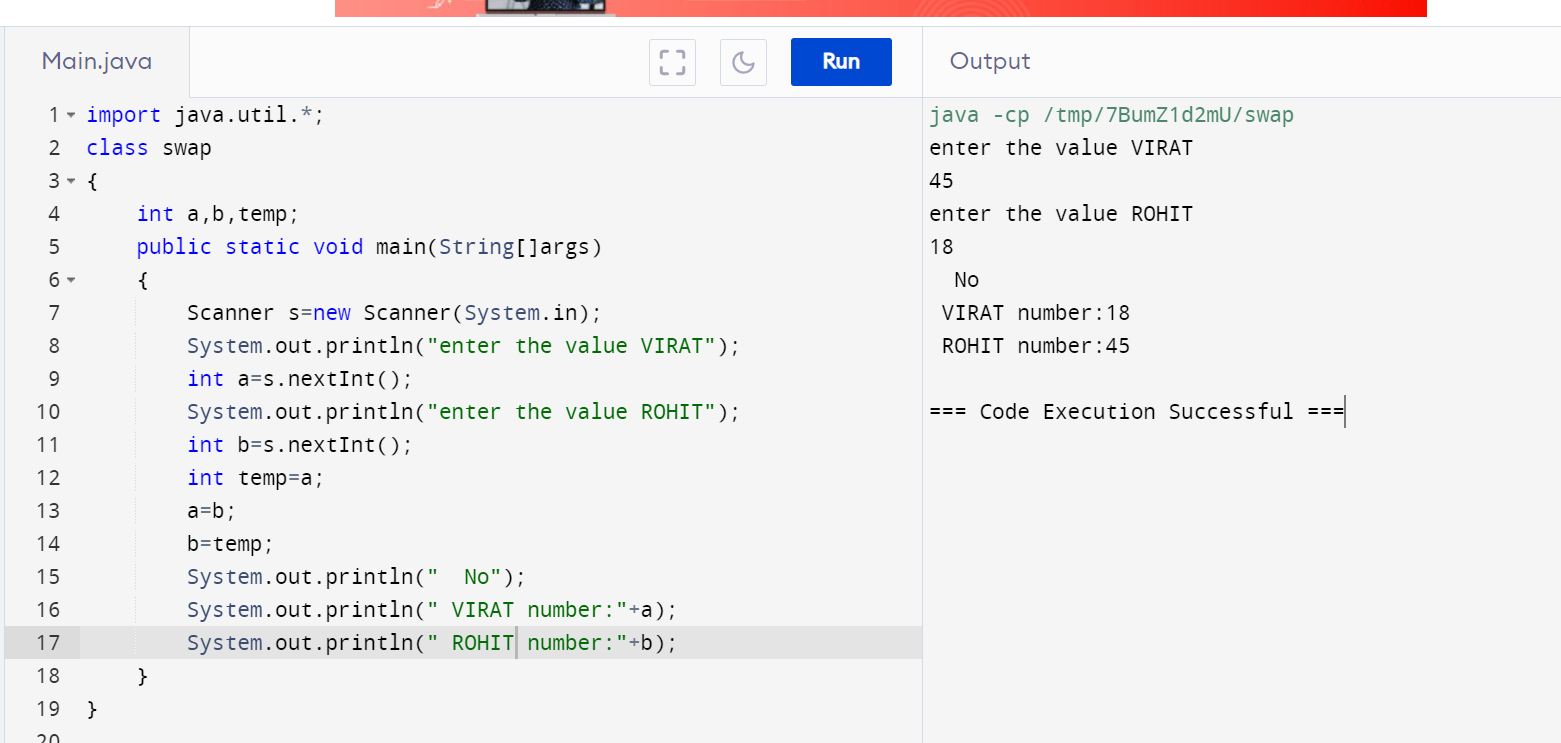 Main.java
Run
Output
1 import java.util.*;
2 class swap
3 {
4 int a,b,temp;
5 public static void main(String[]args)
6 {
7 Scanner s=new Scanner(System.in);
8 System.out.println("enter the value VIRAT");
9 int a=s.nextInt();
10 System.out.println("enter the value ROHIT");
11 int b=s.nextInt();
12 int temp=a;
13 a=b;
14 b=temp;
15 System.out.println("  No");
16 System.out.println(" VIRAT number:"+a);
17 System.out.println(" ROHIT number:"+b);
18 }
19 }
20
java -cp /tmp/7BumZ1d2mU/swap
enter the value VIRAT
45
enter the value ROHIT
18
  No
 VIRAT number:18
 ROHIT number:45
=== Code Execution Successful ===